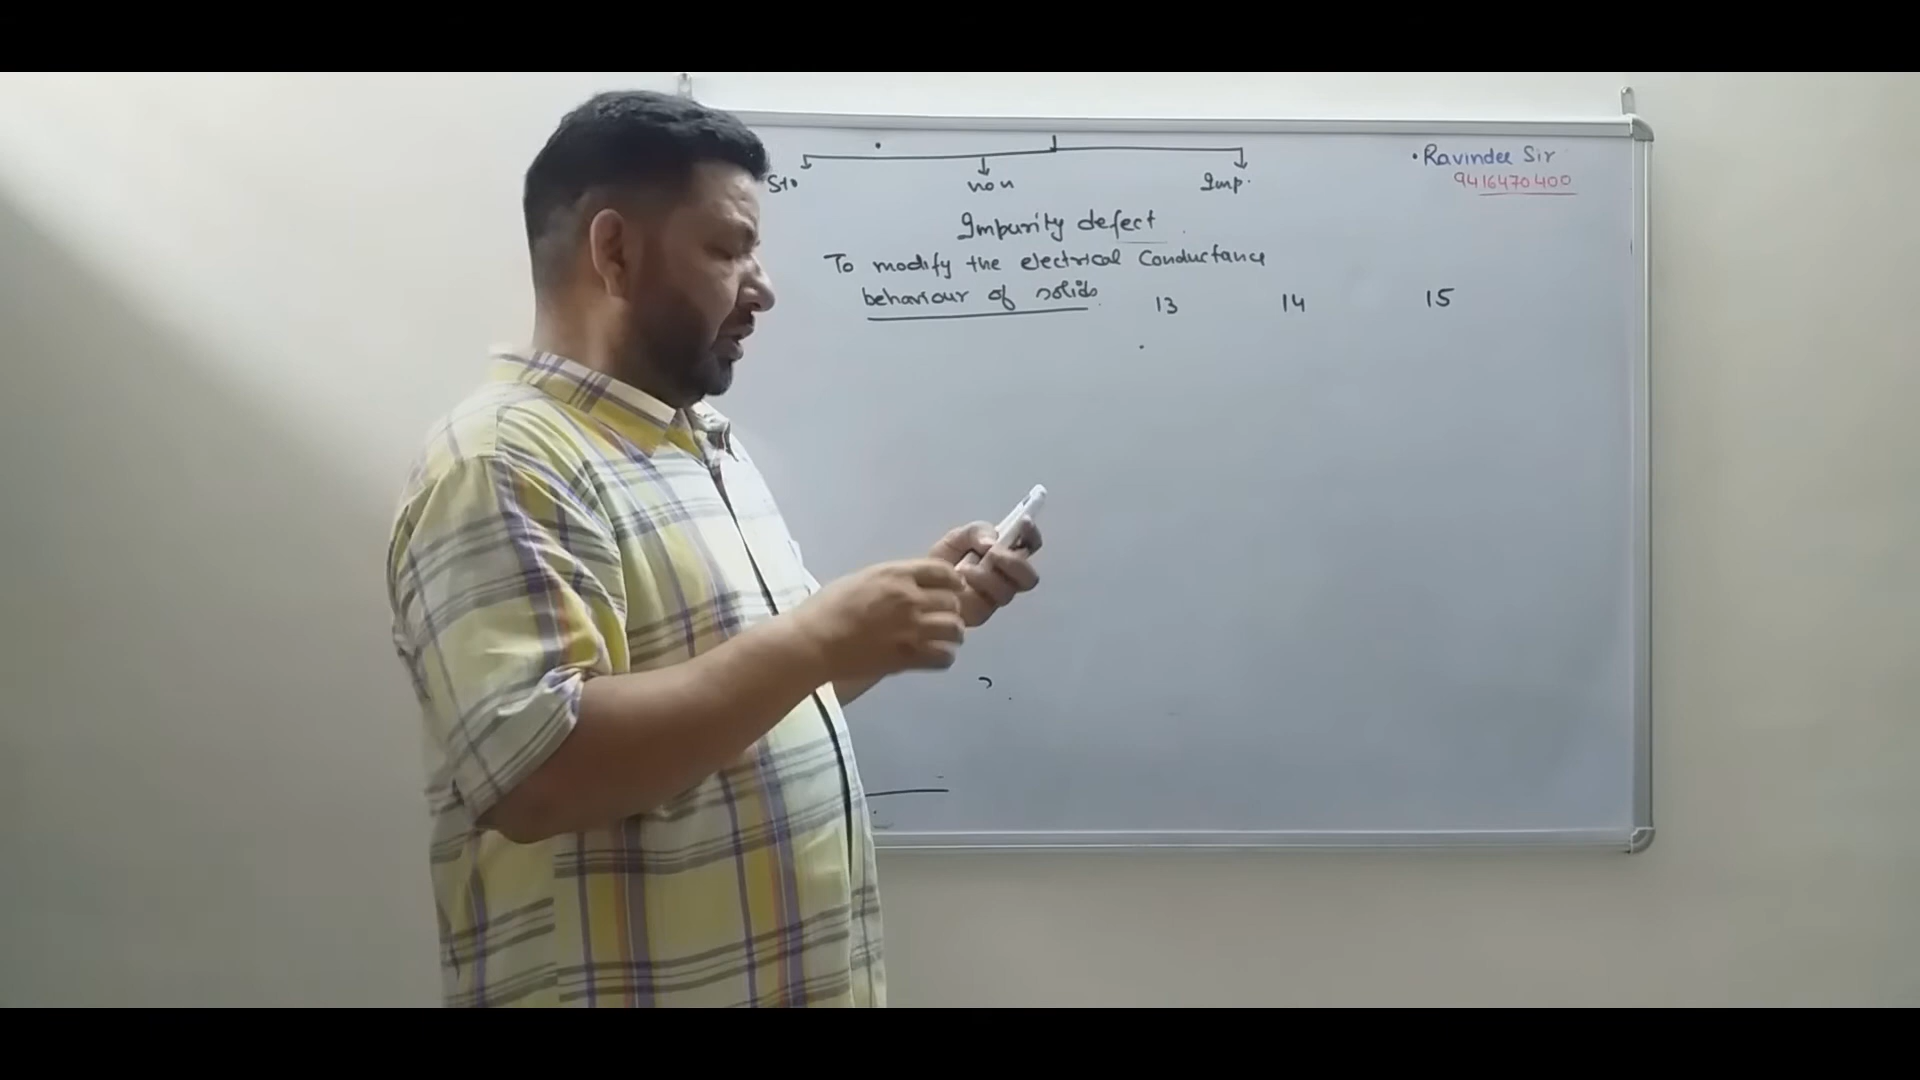 • Ravinder Sir
9416470400
Sto non Imp.
Impurity defect
To modify the electrical Conductance
behaviour of solids.
13 14 15